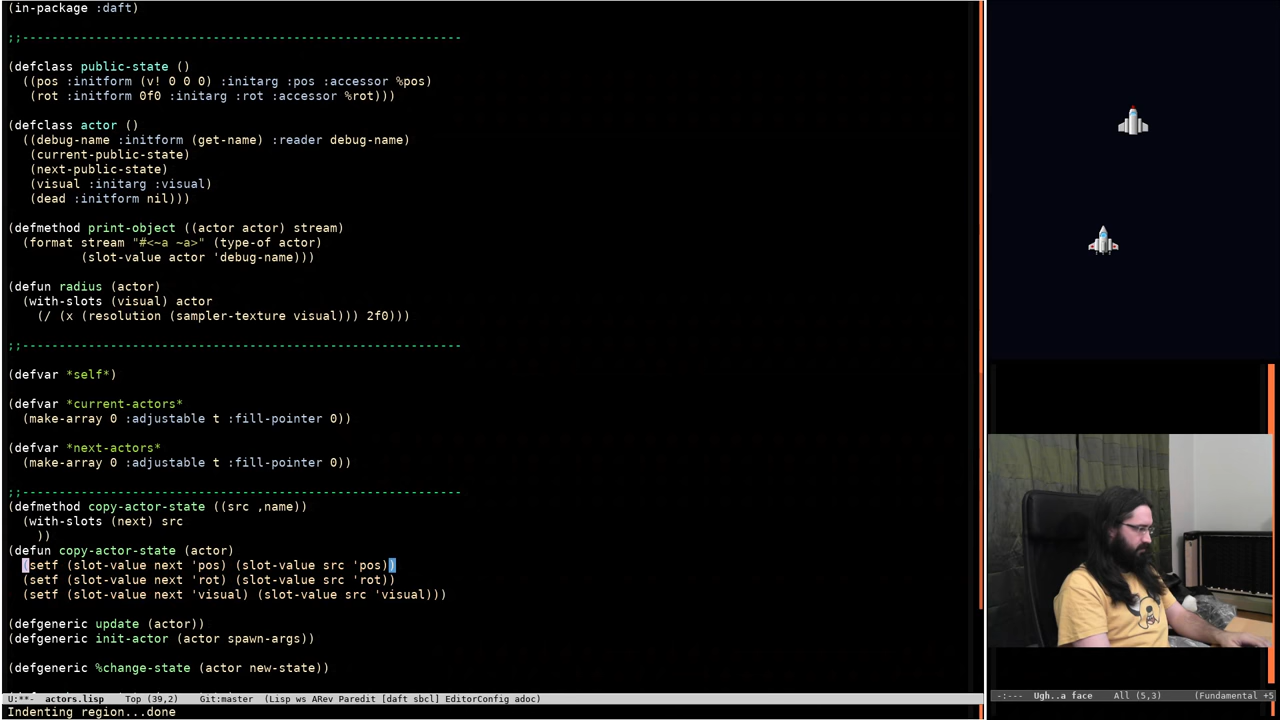 (in-package :daft)
;;------------------------------------------------------------
(defclass public-state ()
  ((pos :initform (v! 0 0 0) :initarg :pos :accessor %pos)
   (rot :initform 0f0 :initarg :rot :accessor %rot)))
(defclass actor ()
  ((debug-name :initform (get-name) :reader debug-name)
   (current-public-state)
   (next-public-state)
   (visual :initarg :visual)
   (dead :initform nil)))
(defmethod print-object ((actor actor) stream)
  (format stream "#<~a ~a>" (type-of actor)
          (slot-value actor 'debug-name)))
(defun radius (actor)
  (with-slots (visual) actor
    (/ (x (resolution (sampler-texture visual))) 2f0)))
;;------------------------------------------------------------
(defvar *self*)
(defvar *current-actors*
  (make-array 0 :adjustable t :fill-pointer 0))
(defvar *next-actors*
  (make-array 0 :adjustable t :fill-pointer 0))
;;------------------------------------------------------------
(defmethod copy-actor-state ((src ,name))
  (with-slots (next) src
    ))
(defun copy-actor-state (actor)
  (setf (slot-value next 'pos) (slot-value src 'pos))
  (setf (slot-value next 'rot) (slot-value src 'rot))
  (setf (slot-value next 'visual) (slot-value src 'visual)))
(defgeneric update (actor))
(defgeneric init-actor (actor spawn-args))
(defgeneric %change-state (actor new-state))
U:**-  actors.lisp    Top (39,2)    Git:master  (Lisp ws ARev Paredit [daft sbcl] EditorConfig adoc)
Indenting region...done
-:---  Ugh..a face    All (5,3)      (Fundamental +5